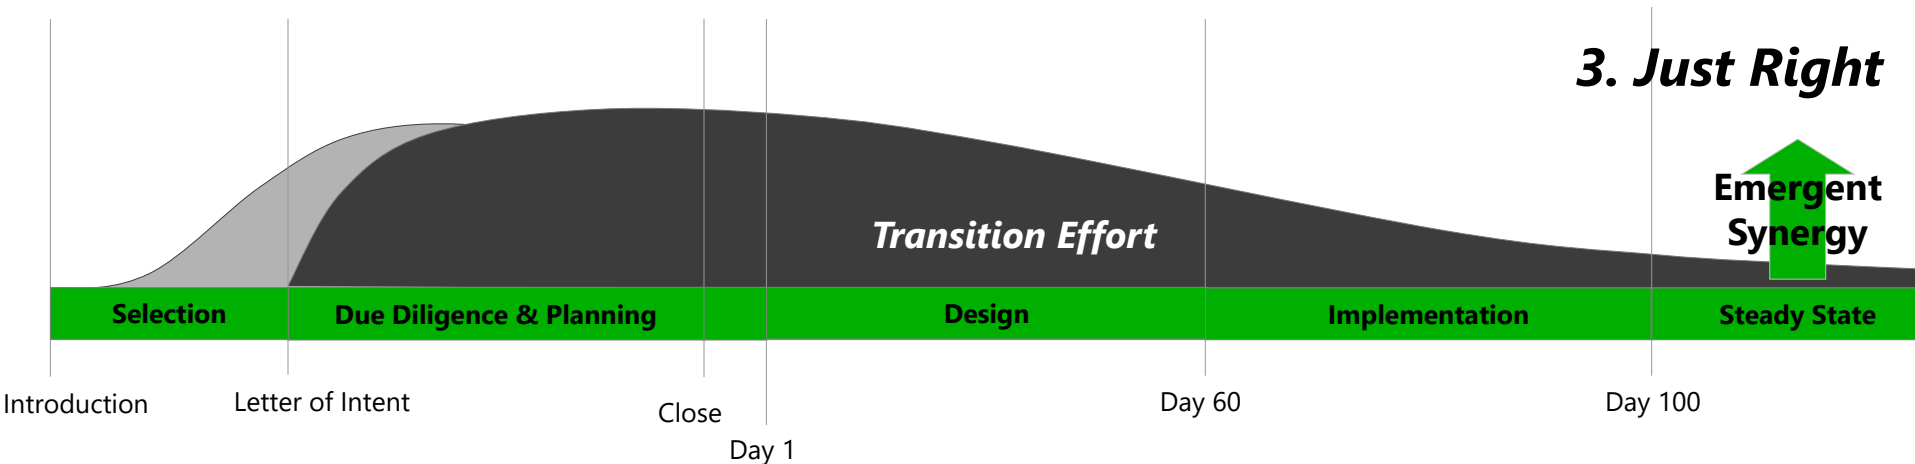 3. Just Right
Emergent
Synergy
Transition Effort
Selection
Due Diligence & Planning
Design
Implementation
Steady State
Introduction
Letter of Intent
Close
Day 1
Day 60
Day 100